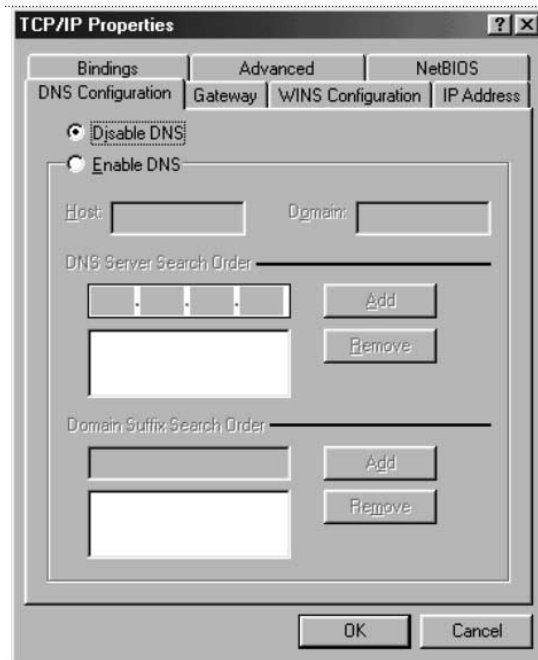 TCP/IP Properties
Bindings Advanced NetBIOS
DNS Configuration Gateway WINS Configuration IP Address
Disable DNS
Enable DNS
Host: Domain:
DNS Server Search Order
. . . Add
Remove
Domain Suffix Search Order
Add
Remove
OK Cancel